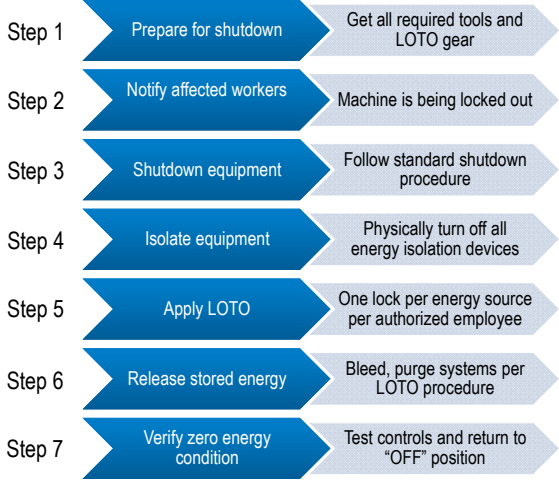 Step 1
Prepare for shutdown
Get all required tools and
LOTO gear
Step 2
Notify affected workers
Machine is being locked out
Step 3
Shutdown equipment
Follow standard shutdown
procedure
Step 4
Isolate equipment
Physically turn off all
energy isolation devices
Step 5
Apply LOTO
One lock per energy source
per authorized employee
Step 6
Release stored energy
Bleed, purge systems per
LOTO procedure
Step 7
Verify zero energy
condition
Test controls and return to
“OFF” position